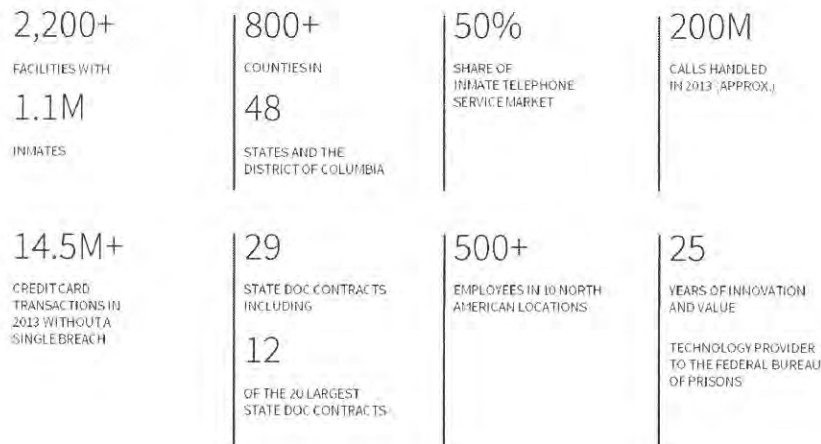 2,200+
FACILITIES WITH
1.1M
INMATES
800+
COUNTIES IN
48
STATES AND THE
DISTRICT OF COLUMBIA
50%
SHARE OF
INMATE TELEPHONE
SERVICE MARKET
200M
CALLS HANDLED
IN 2013 (APPROX.)
14.5M+
CREDIT CARD
TRANSACTIONS IN
2013 WITHOUT A
SINGLE BREACH
29
STATE DOC CONTRACTS
INCLUDING
12
OF THE 20 LARGEST
STATE DOC CONTRACTS
500+
EMPLOYEES IN 10 NORTH
AMERICAN LOCATIONS
25
YEARS OF INNOVATION
AND VALUE
TECHNOLOGY PROVIDER
TO THE FEDERAL BUREAU
OF PRISONS